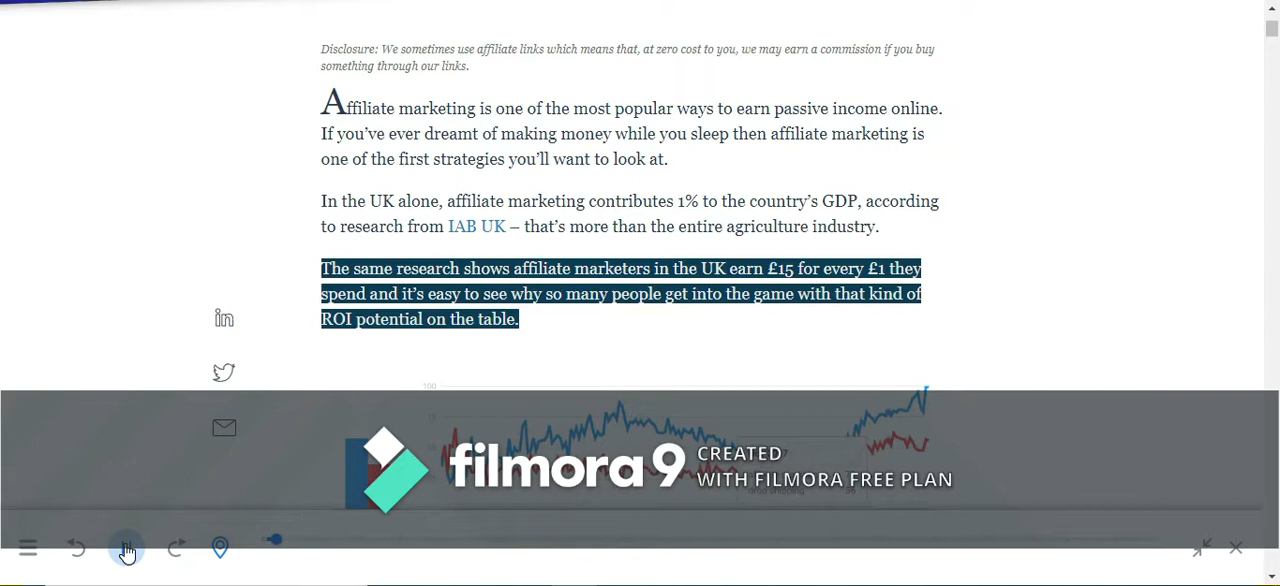 Disclosure: We sometimes use affiliate links which means that, at zero cost to you, we may earn a commission if you buy
something through our links.
Affiliate marketing is one of the most popular ways to earn passive income online.
If you’ve ever dreamt of making money while you sleep then affiliate marketing is
one of the first strategies you’ll want to look at.
In the UK alone, affiliate marketing contributes 1% to the country’s GDP, according
to research from IAB UK – that’s more than the entire agriculture industry.
The same research shows affiliate marketers in the UK earn £15 for every £1 they
spend and it’s easy to see why so many people get into the game with that kind of
ROI potential on the table.
in
100
filmora9 CREATED
WITH FILMORA FREE PLAN